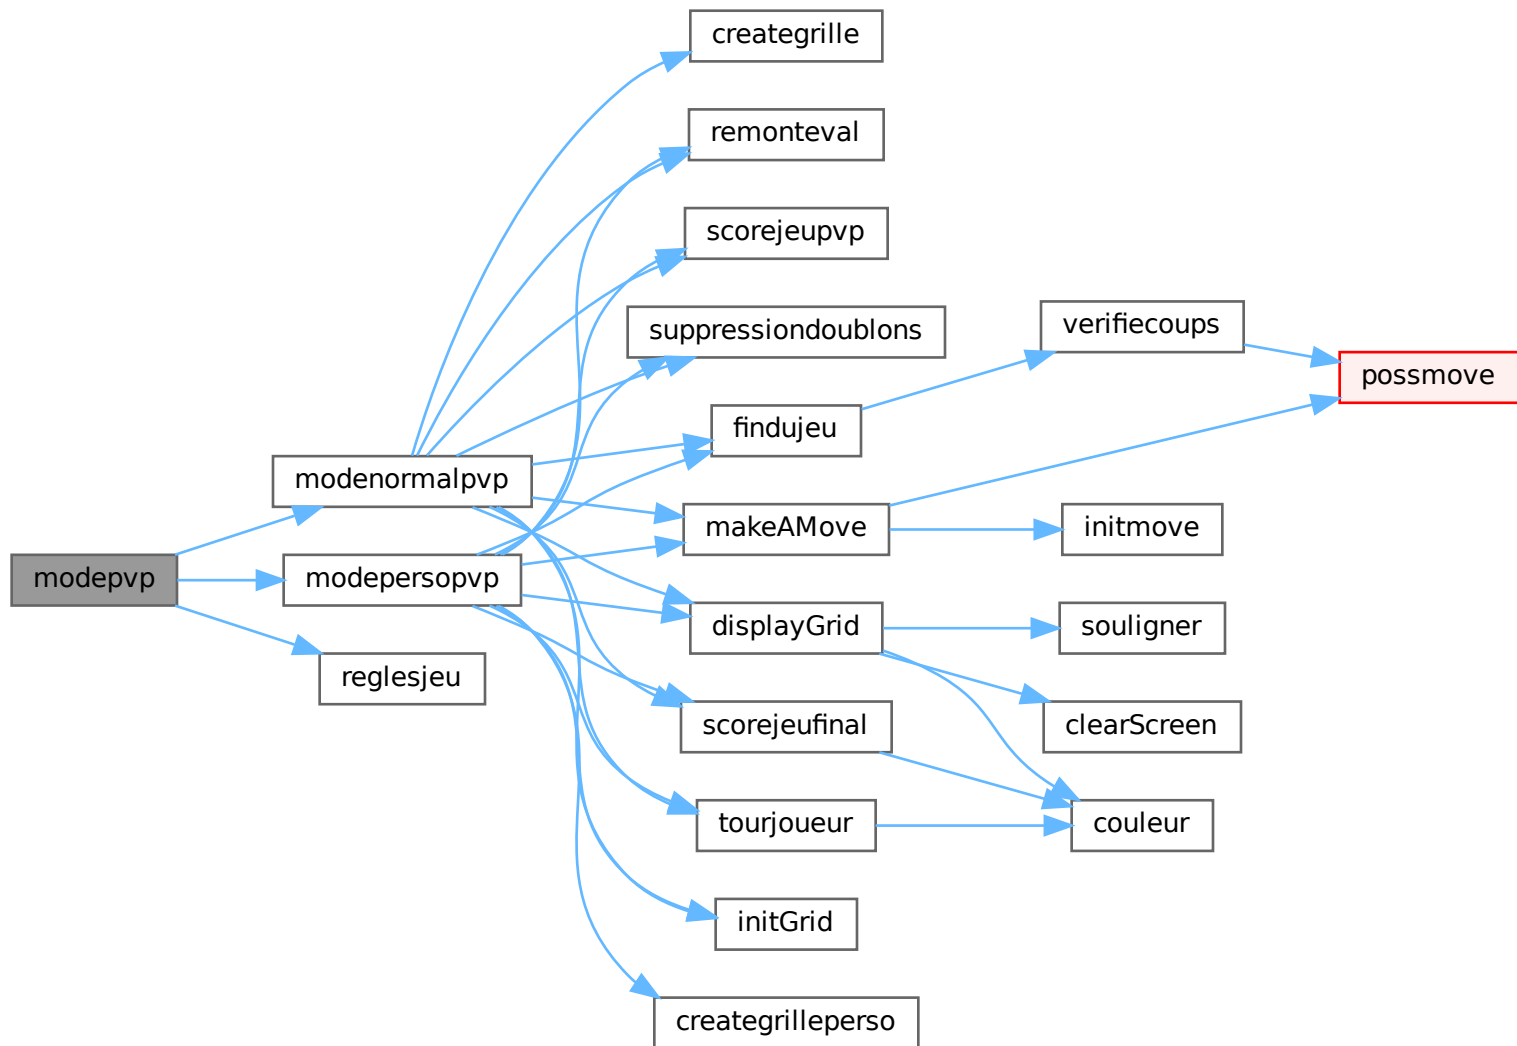 creategrille
remonteval
scorejeupvp
suppressiondoublons
verifiecoups
possmove
findujeu
modenormalpvp
makeAMove
initmove
modepvp
modepersopvp
displayGrid
souligner
reglesjeu
scorejeufinal
clearScreen
tourjoueur
couleur
initGrid
creategrilleperso